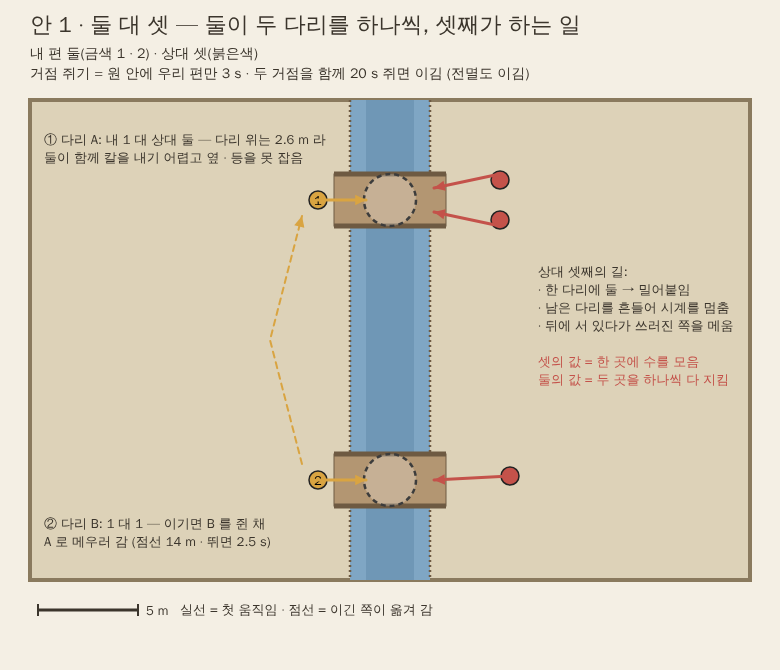 안 1 · 둘 대 셋 — 둘이 두 다리를 하나씩, 셋째가 하는 일
내 편 둘(금색 1 · 2) · 상대 셋(붉은색)
거점 쥐기 = 원 안에 우리 편만 3 s · 두 거점을 함께 20 s 쥐면 이김 (전멸도 이김)
① 다리 A: 내 1 대 상대 둘 — 다리 위는 2.6 m 라
둘이 함께 칼을 내기 어렵고 옆 · 등을 못 잡음
1
상대 셋째의 길:
· 한 다리에 둘 → 밀어붙임
· 남은 다리를 흔들어 시계를 멈춤
· 뒤에 서 있다가 쓰러진 쪽을 메움
셋의 값 = 한 곳에 수를 모음
둘의 값 = 두 곳을 하나씩 다 지킴
2
② 다리 B: 1 대 1 — 이기면 B 를 쥔 채
A 로 메우러 감 (점선 14 m · 뛰면 2.5 s)
5 m 실선 = 첫 움직임 · 점선 = 이긴 쪽이 옮겨 감